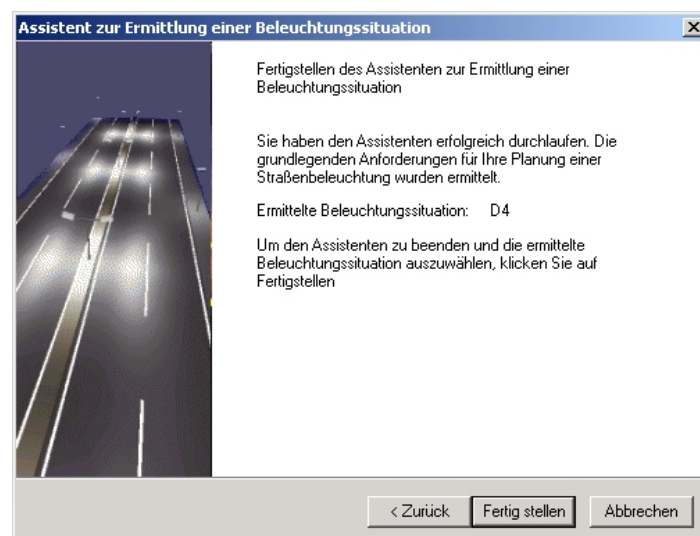 Assistent zur Ermittlung einer Beleuchtungssituation
Fertigstellen des Assistenten zur Ermittlung einer
Beleuchtungssituation
Sie haben den Assistenten erfolgreich durchlaufen. Die
grundlegenden Anforderungen für Ihre Planung einer
Straßenbeleuchtung wurden ermittelt.
Ermittelte Beleuchtungssituation: D4
Um den Assistenten zu beenden und die ermittelte
Beleuchtungssituation auszuwählen, klicken Sie auf
Fertigstellen
< Zurück Fertig stellen Abbrechen